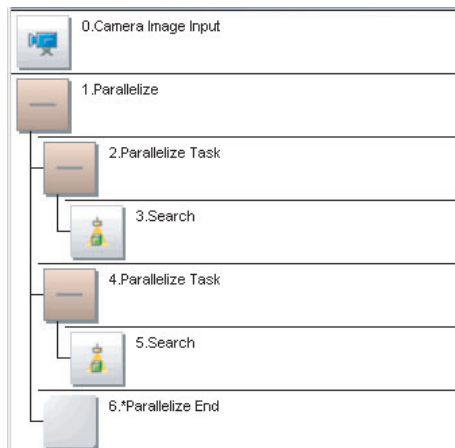 0.Camera Image Input
1.Parallelize
2.Parallelize Task
3.Search
4.Parallelize Task
5.Search
6.*Parallelize End